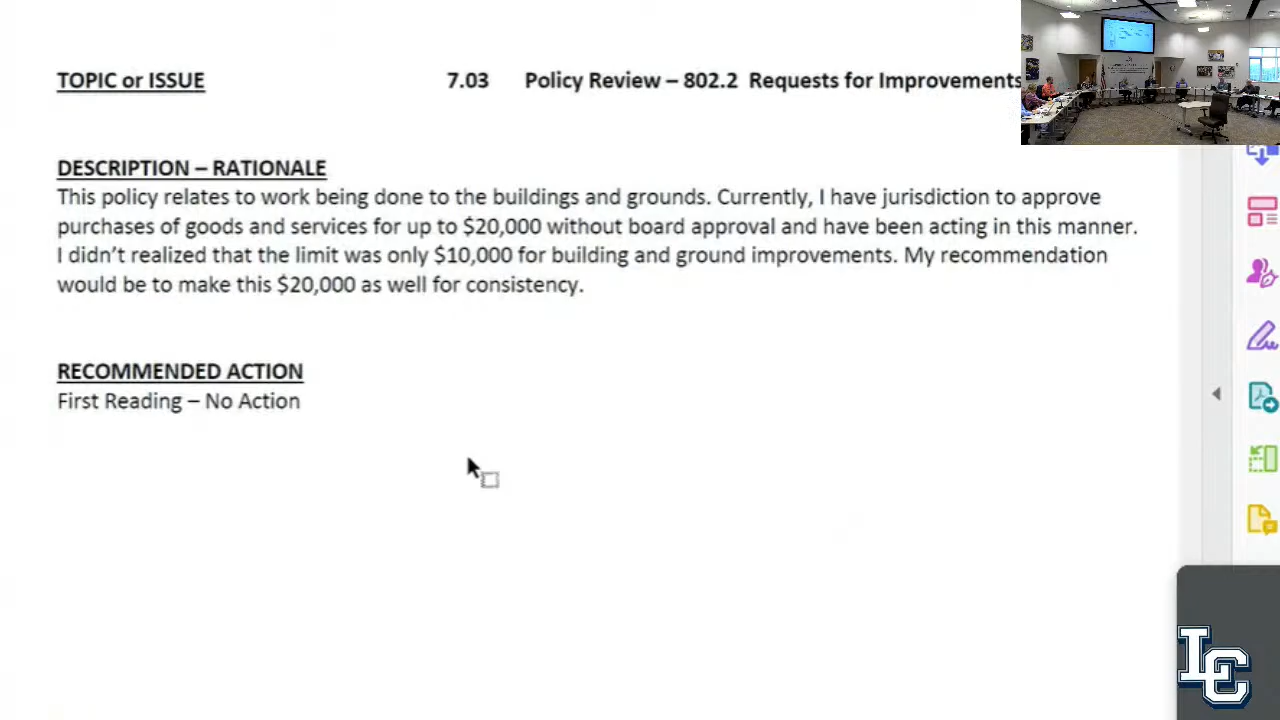 TOPIC or ISSUE 7.03 Policy Review – 802.2 Requests for Improvements
DESCRIPTION – RATIONALE
This policy relates to work being done to the buildings and grounds. Currently, I have jurisdiction to approve
purchases of goods and services for up to $20,000 without board approval and have been acting in this manner.
I didn't realized that the limit was only $10,000 for building and ground improvements. My recommendation
would be to make this $20,000 as well for consistency.
RECOMMENDED ACTION
First Reading – No Action
LC